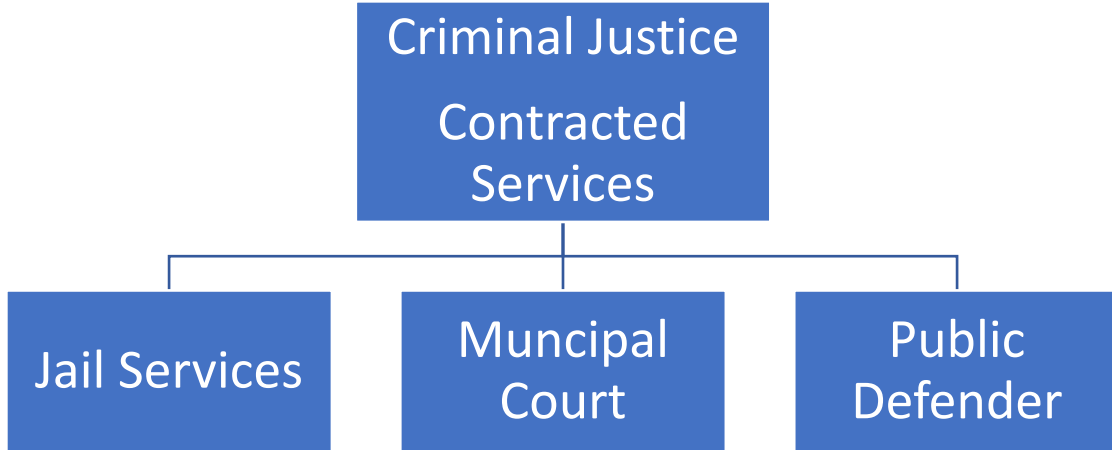 Criminal Justice
Contracted
Services
Jail Services
Muncipal
Court
Public
Defender